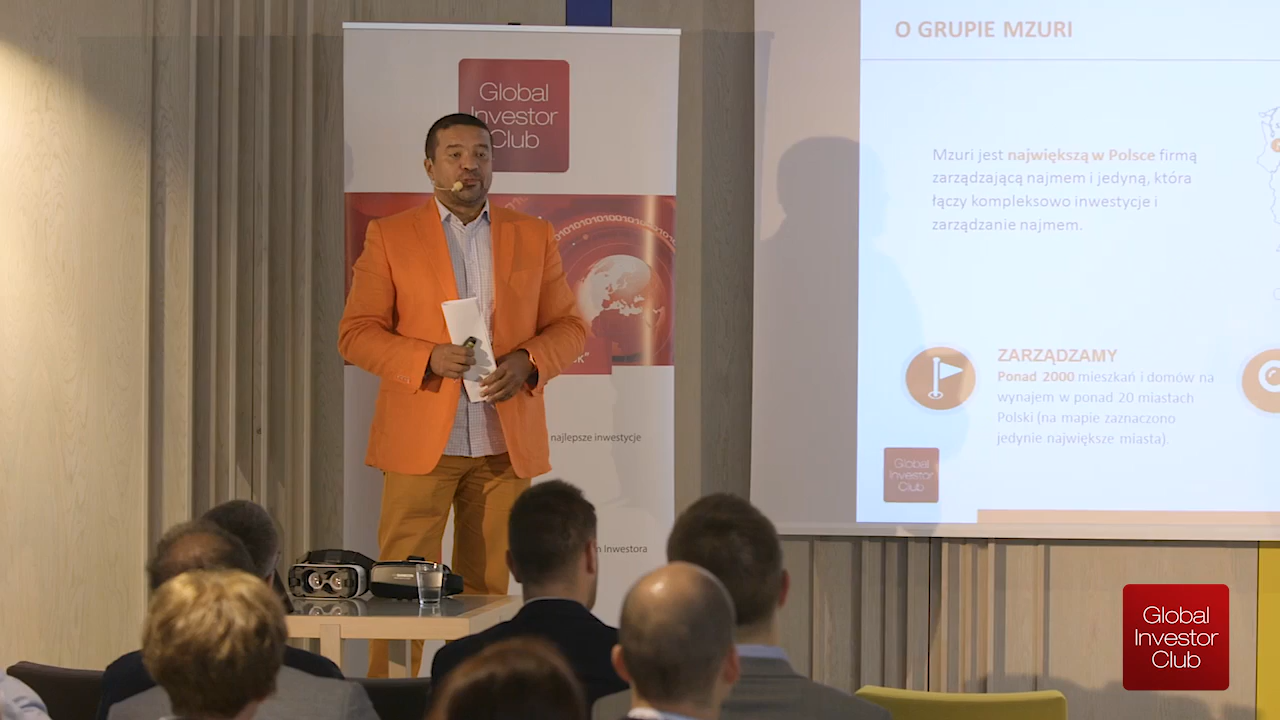 Global
Investor
Club
najlepsze inwestycje
Inwestora
O GRUPIE MZURI
Mzuri jest największą w Polsce firmą
zarządzającą najmem i jedyną, która
łączy kompleksowo inwestycje i
zarządzanie najmem.
ZARZĄDZAMY
Ponad 2000 mieszkań i domów na
wynajem w ponad 20 miastach
Polski (na mapie zaznaczono
jedynie największe miasta).
Global
Investor
Club
Global
Investor
Club